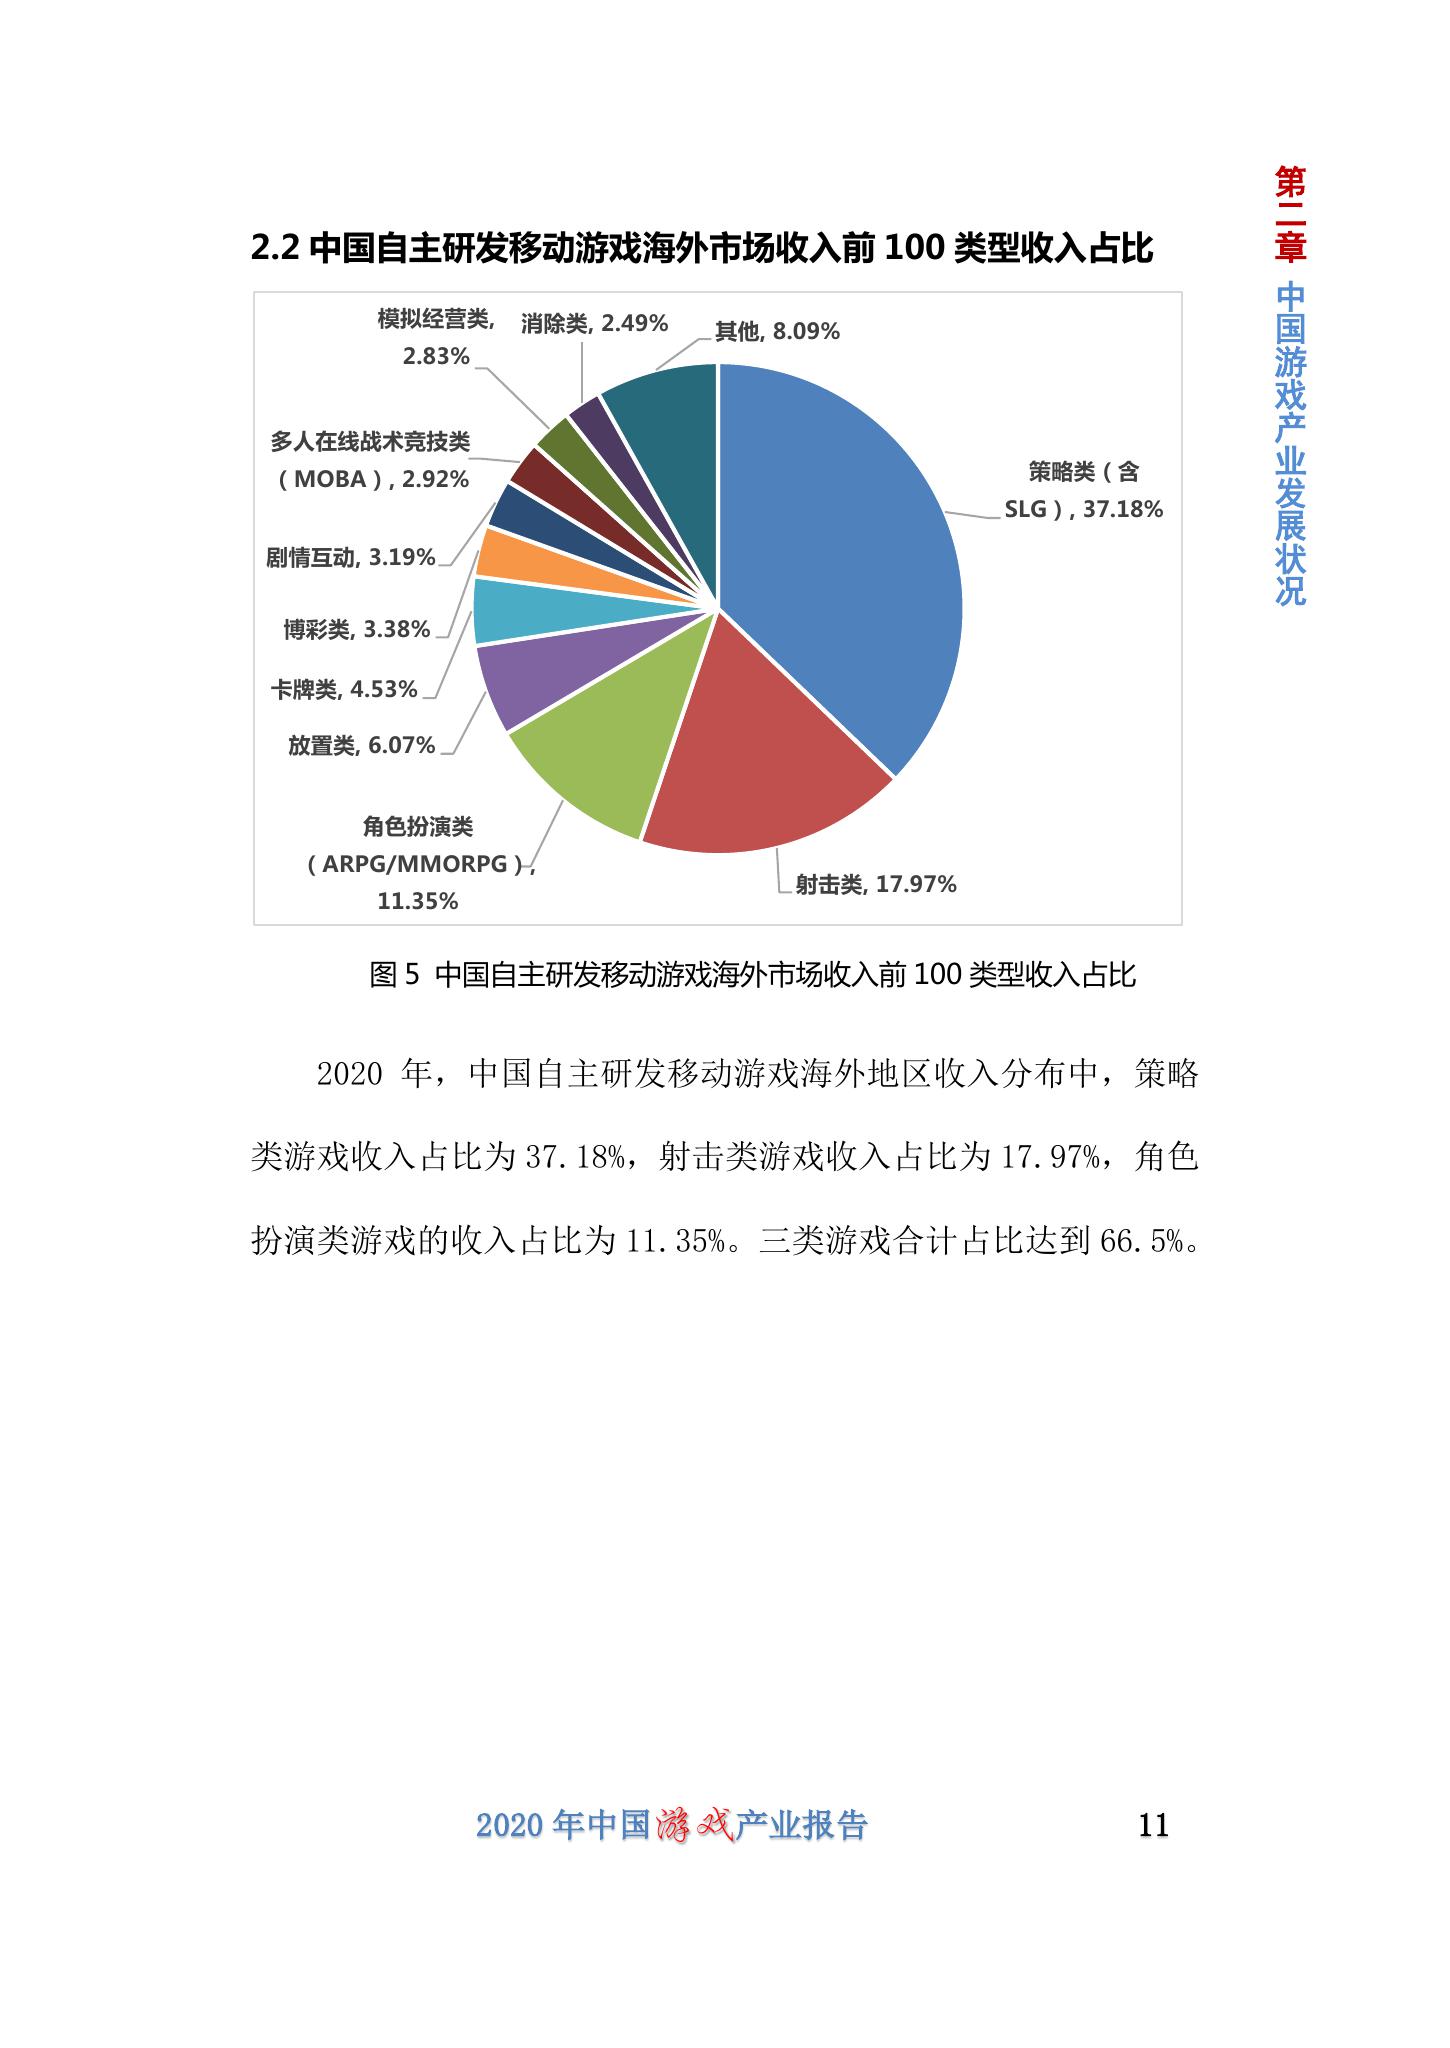 第二章 中国游戏产业发展状况
2.2 中国自主研发移动游戏海外市场收入前 100 类型收入占比
模拟经营类,
2.83%
消除类, 2.49%
其他, 8.09%
多人在线战术竞技类
（MOBA）, 2.92%
策略类（含
SLG）, 37.18%
剧情互动, 3.19%
博彩类, 3.38%
卡牌类, 4.53%
放置类, 6.07%
角色扮演类
（ARPG/MMORPG）,
11.35%
射击类, 17.97%
图 5 中国自主研发移动游戏海外市场收入前 100 类型收入占比
2020 年，中国自主研发移动游戏海外地区收入分布中，策略
类游戏收入占比为 37.18%，射击类游戏收入占比为 17.97%，角色
扮演类游戏的收入占比为 11.35%。三类游戏合计占比达到 66.5%。
2020 年中国游戏产业报告
11